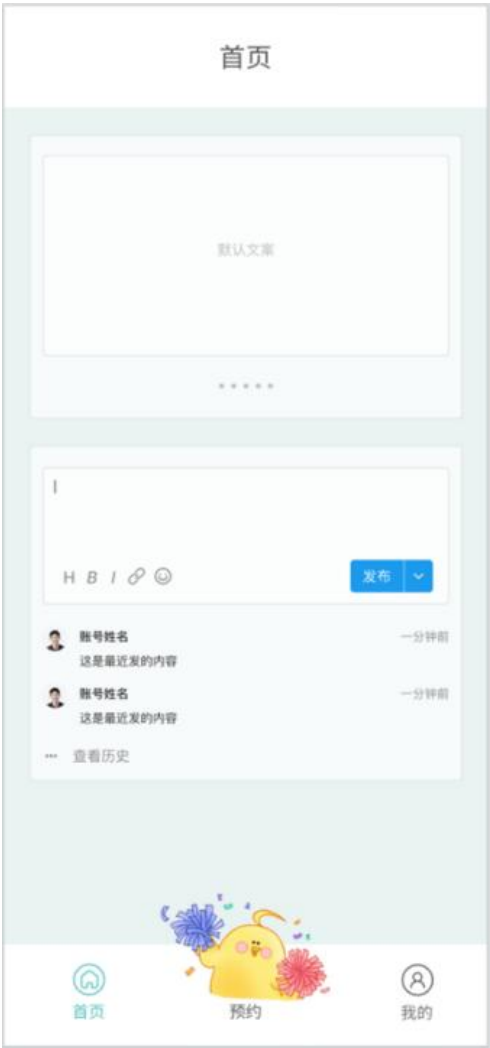 首页
默认文案
H B I
发布
账号姓名 一分钟前
这是最近发的内容
账号姓名 一分钟前
这是最近发的内容
··· 查看历史
首页 预约 我的